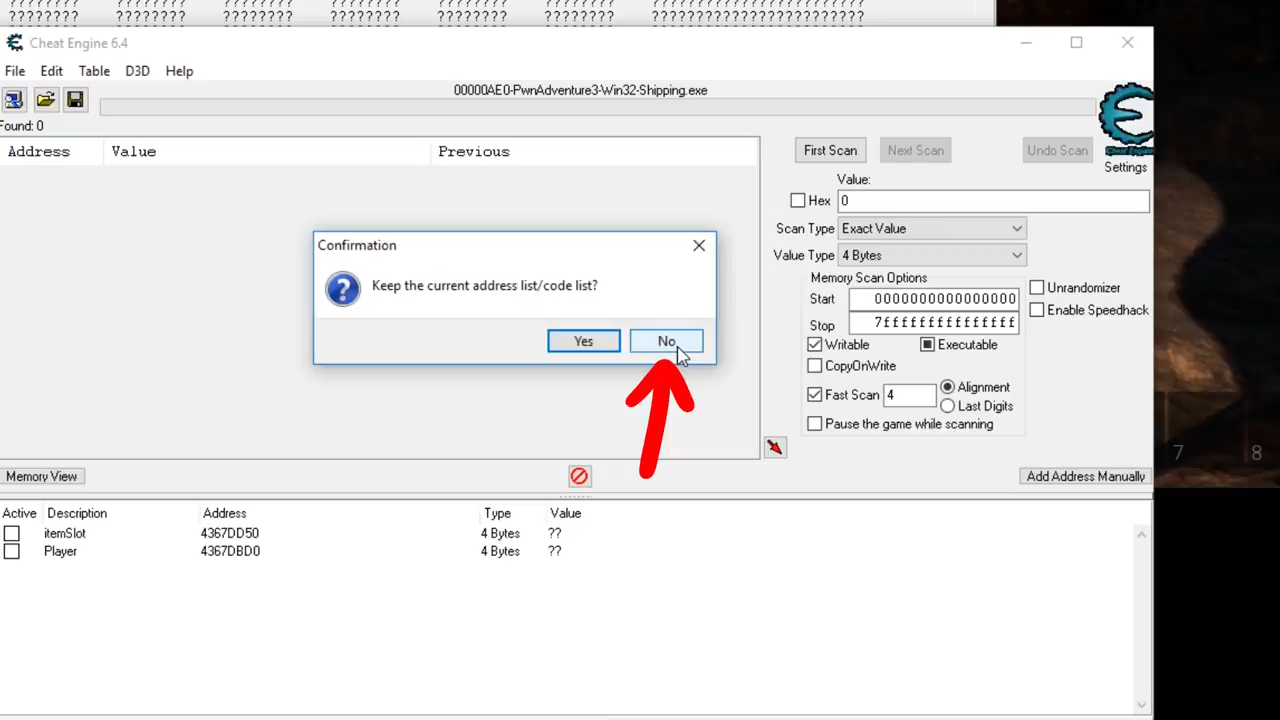 ???????? ???????? ???????? ???????? ???????? ???????? ????????????????????????
???????? ???????? ???????? ???????? ???????? ???????? ????????????????????????
Cheat Engine 6.4
File Edit Table D3D Help
00000AE0-PwnAdventure3-Win32-Shipping.exe
Found: 0
Address Value Previous
First Scan Next Scan Undo Scan
Settings
Value:
Hex 0
Scan Type Exact Value
Value Type 4 Bytes
Memory Scan Options
Start 0000000000000000
Stop 7fffffffffffffff
Writable Executable
CopyOnWrite
Fast Scan 4 Alignment
Last Digits
Pause the game while scanning
Unrandomizer
Enable Speedhack
Confirmation
?
Keep the current address list/code list?
Yes No
7 8
Memory View Add Address Manually
Active Description Address Type Value
itemSlot 4367DD50 4 Bytes ??
Player 4367DBD0 4 Bytes ??